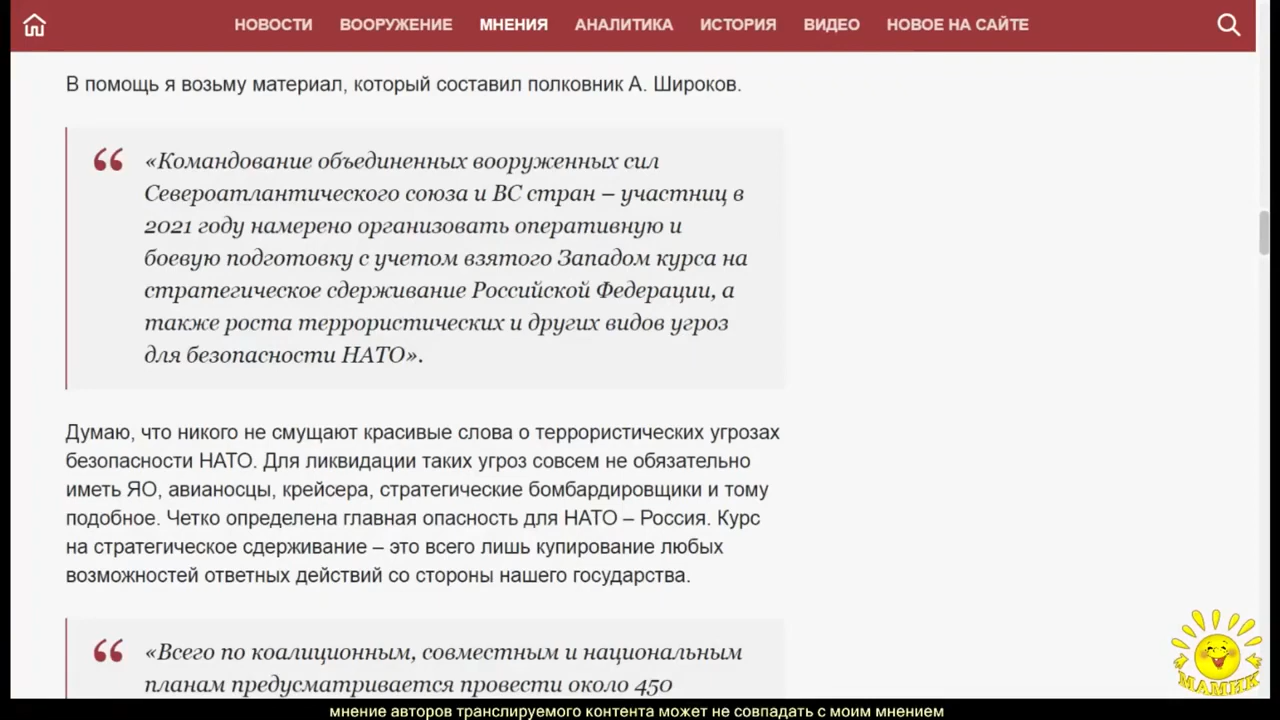 НОВОСТИ ВООРУЖЕНИЕ МНЕНИЯ АНАЛИТИКА ИСТОРИЯ ВИДЕО НОВОЕ НА САЙТЕ
В помощь я возьму материал, который составил полковник А. Широков.
«Командование объединенных вооруженных сил
Североатлантического союза и ВС стран – участниц в
2021 году намерено организовать оперативную и
боевую подготовку с учетом взятого Западом курса на
стратегическое сдерживание Российской Федерации, а
также роста террористических и других видов угроз
для безопасности НАТО».
Думаю, что никого не смущают красивые слова о террористических угрозах
безопасности НАТО. Для ликвидации таких угроз совсем не обязательно
иметь ЯО, авианосцы, крейсера, стратегические бомбардировщики и тому
подобное. Четко определена главная опасность для НАТО – Россия. Курс
на стратегическое сдерживание – это всего лишь купирование любых
возможностей ответных действий со стороны нашего государства.
«Всего по коалиционным, совместным и национальным
планам предусматривается провести около 450
МАМИК
мнение авторов транслируемого контента может не совпадать с моим мнением